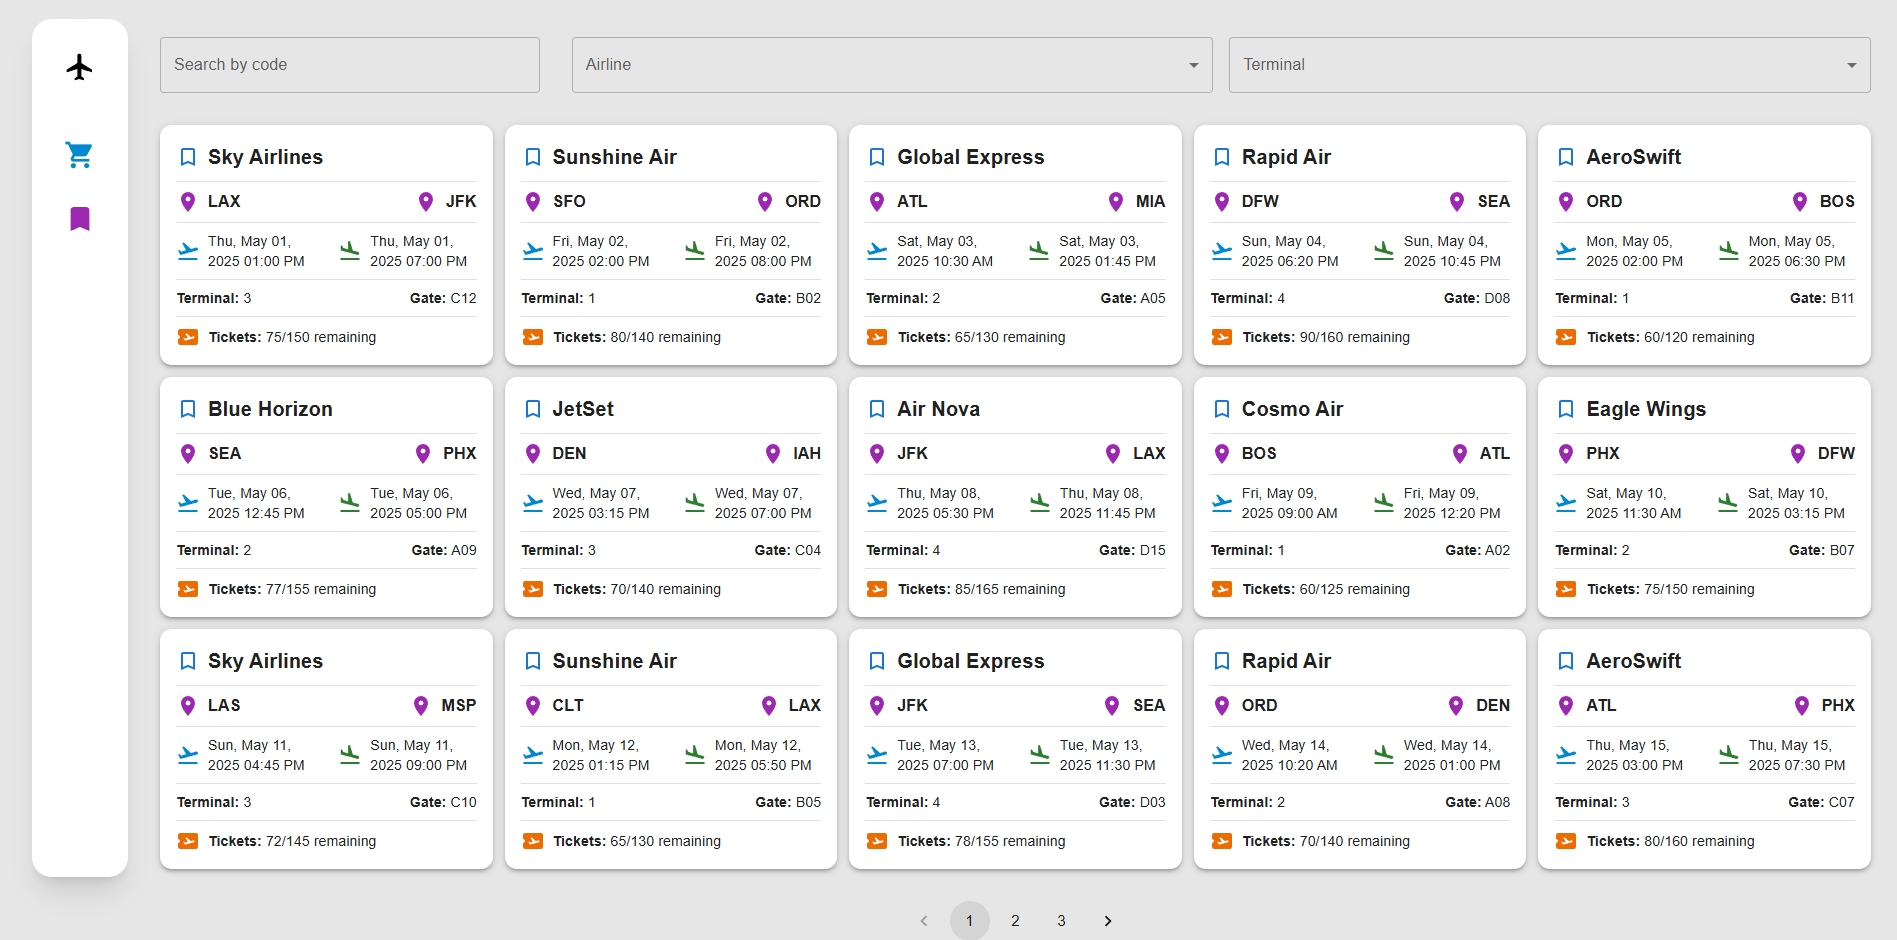 Search by code
Airline
Terminal
Sky Airlines
LAX JFK
Thu, May 01, Thu, May 01,
2025 01:00 PM 2025 07:00 PM
Terminal: 3 Gate: C12
Tickets: 75/150 remaining
Sunshine Air
SFO ORD
Fri, May 02, Fri, May 02,
2025 02:00 PM 2025 08:00 PM
Terminal: 1 Gate: B02
Tickets: 80/140 remaining
Global Express
ATL MIA
Sat, May 03, Sat, May 03,
2025 10:30 AM 2025 01:45 PM
Terminal: 2 Gate: A05
Tickets: 65/130 remaining
Rapid Air
DFW SEA
Sun, May 04, Sun, May 04,
2025 06:20 PM 2025 10:45 PM
Terminal: 4 Gate: D08
Tickets: 90/160 remaining
AeroSwift
ORD BOS
Mon, May 05, Mon, May 05,
2025 02:00 PM 2025 06:30 PM
Terminal: 1 Gate: B11
Tickets: 60/120 remaining
Blue Horizon
SEA PHX
Tue, May 06, Tue, May 06,
2025 12:45 PM 2025 05:00 PM
Terminal: 2 Gate: A09
Tickets: 77/155 remaining
JetSet
DEN IAH
Wed, May 07, Wed, May 07,
2025 03:15 PM 2025 07:00 PM
Terminal: 3 Gate: C04
Tickets: 70/140 remaining
Air Nova
JFK LAX
Thu, May 08, Thu, May 08,
2025 05:30 PM 2025 11:45 PM
Terminal: 4 Gate: D15
Tickets: 85/165 remaining
Cosmo Air
BOS ATL
Fri, May 09, Fri, May 09,
2025 09:00 AM 2025 12:20 PM
Terminal: 1 Gate: A02
Tickets: 60/125 remaining
Eagle Wings
PHX DFW
Sat, May 10, Sat, May 10,
2025 11:30 AM 2025 03:15 PM
Terminal: 2 Gate: B07
Tickets: 75/150 remaining
Sky Airlines
LAS MSP
Sun, May 11, Sun, May 11,
2025 04:45 PM 2025 09:00 PM
Terminal: 3 Gate: C10
Tickets: 72/145 remaining
Sunshine Air
CLT LAX
Mon, May 12, Mon, May 12,
2025 01:15 PM 2025 05:50 PM
Terminal: 1 Gate: B05
Tickets: 65/130 remaining
Global Express
JFK SEA
Tue, May 13, Tue, May 13,
2025 07:00 PM 2025 11:30 PM
Terminal: 4 Gate: D03
Tickets: 78/155 remaining
Rapid Air
ORD DEN
Wed, May 14, Wed, May 14,
2025 10:20 AM 2025 01:00 PM
Terminal: 2 Gate: A08
Tickets: 70/140 remaining
AeroSwift
ATL PHX
Thu, May 15, Thu, May 15,
2025 03:00 PM 2025 07:30 PM
Terminal: 3 Gate: C07
Tickets: 80/160 remaining
1 2 3